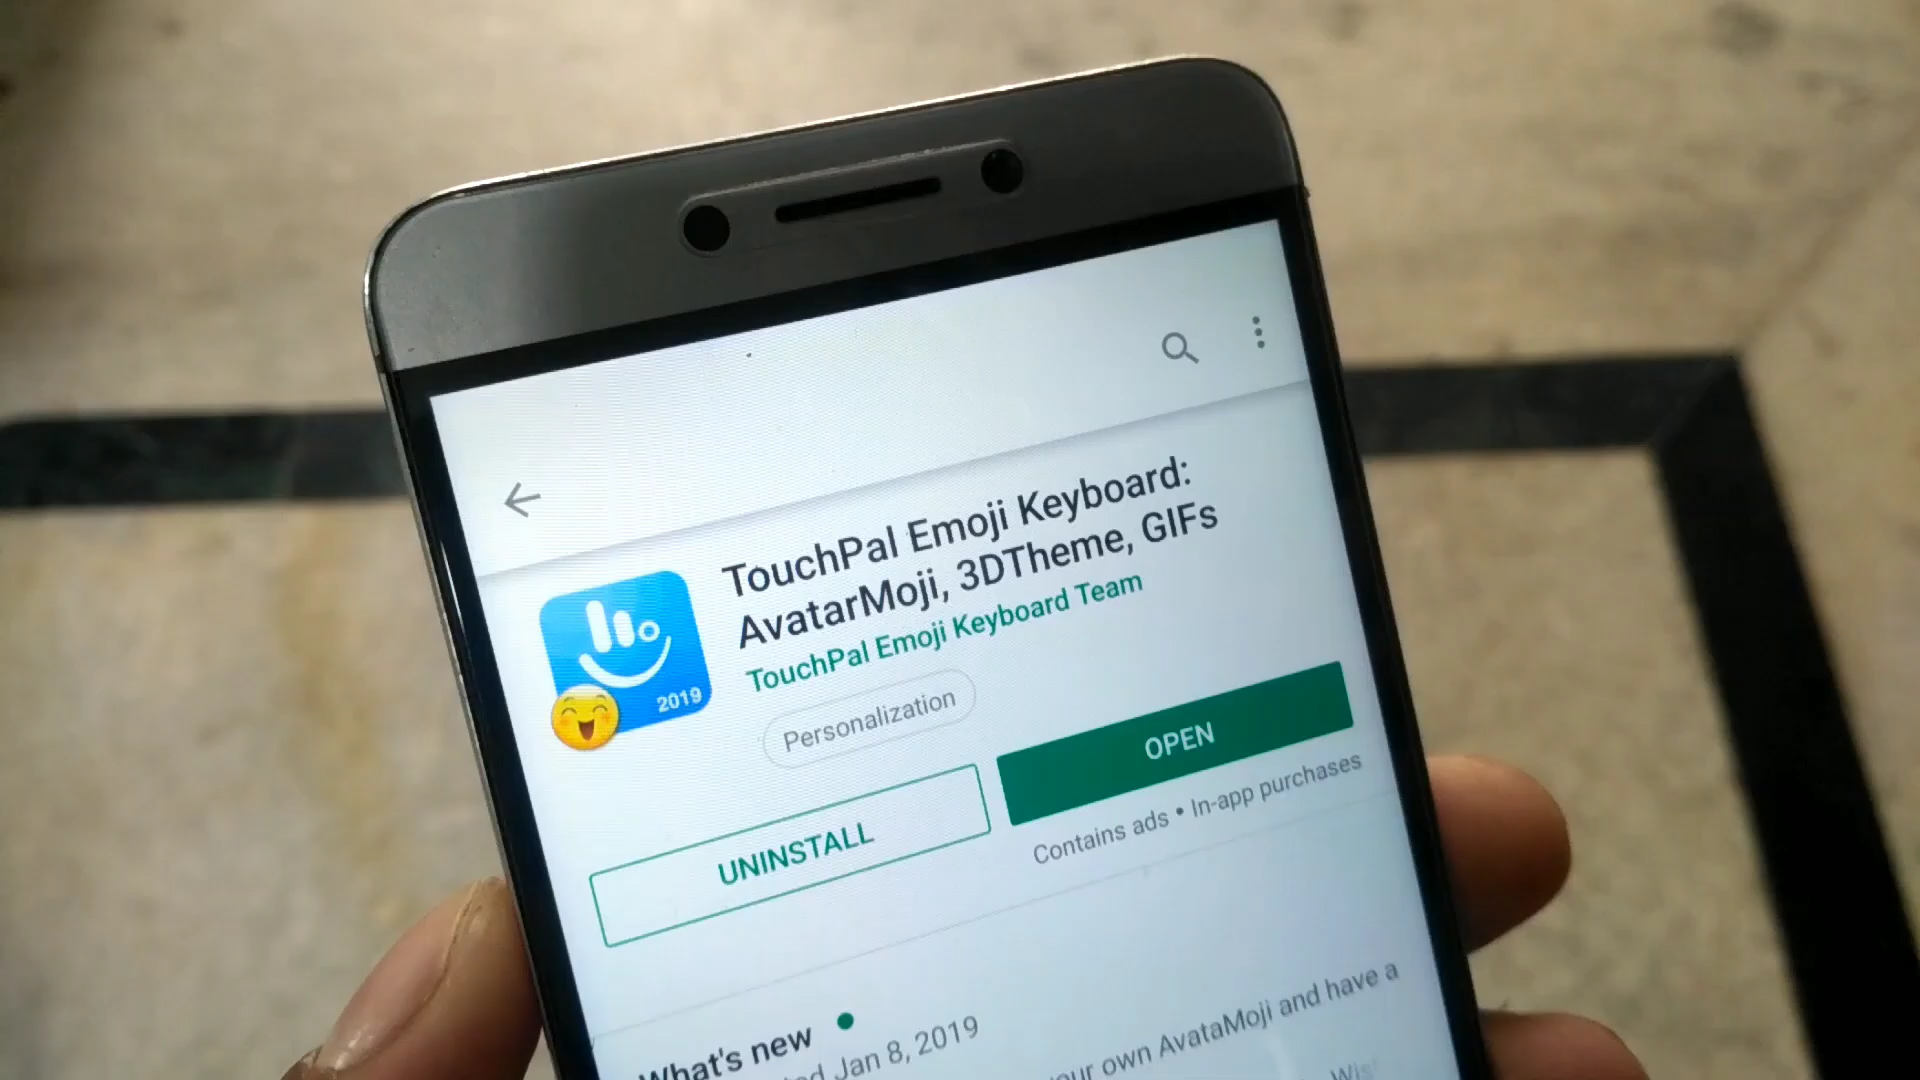 TouchPal Emoji Keyboard:
AvatarMoji, 3DTheme, GIFs
TouchPal Emoji Keyboard Team
2019
Personalization
UNINSTALL
OPEN
Contains ads • In-app purchases
What's new
Jan 8, 2019
own AvataMoji and have a